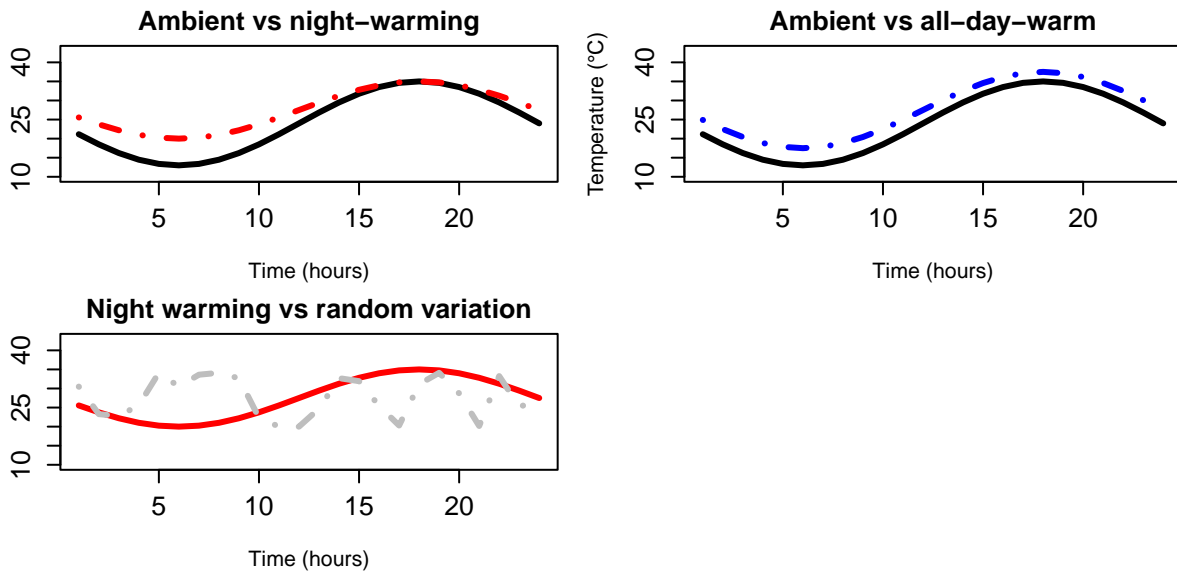 Ambient vs night−warming
40
25
10
5 10 15 20
Time (hours)
Ambient vs all−day−warm
Temperature (°C)
40
25
10
5 10 15 20
Time (hours)
Night warming vs random variation
40
25
10
5 10 15 20
Time (hours)